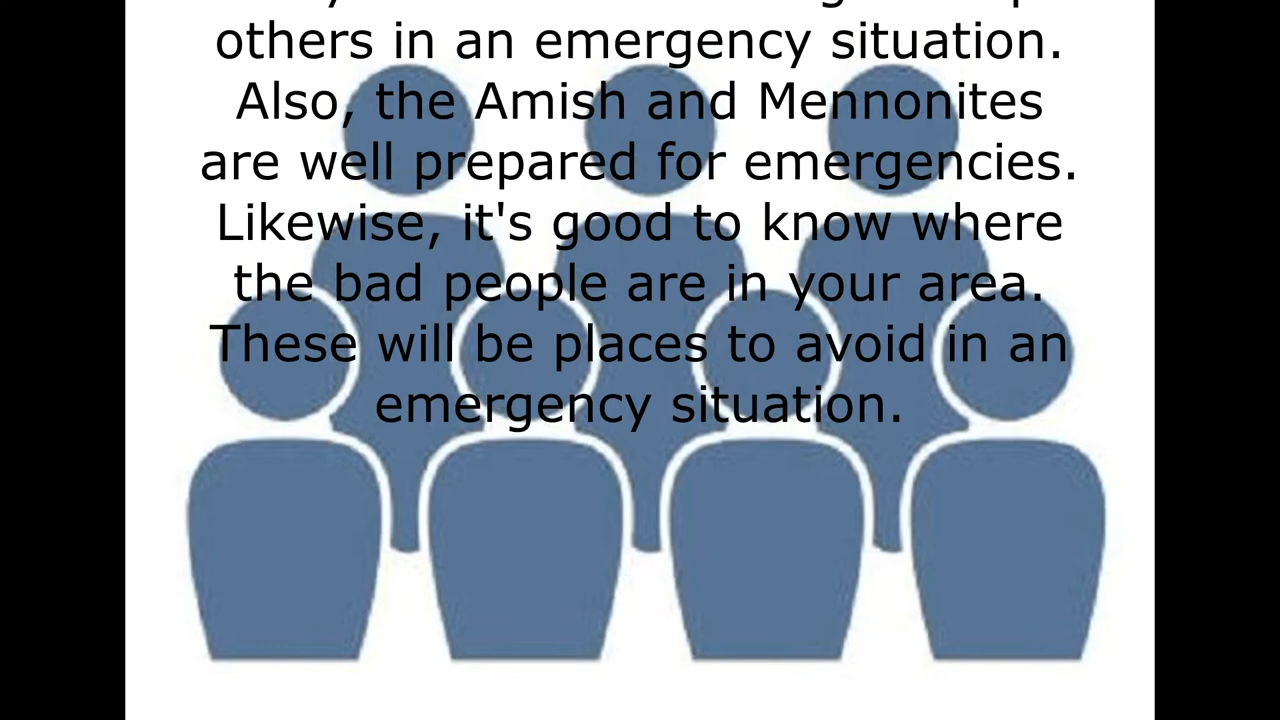 others in an emergency situation.
Also, the Amish and Mennonites
are well prepared for emergencies.
Likewise, it's good to know where
the bad people are in your area.
These will be places to avoid in an
emergency situation.